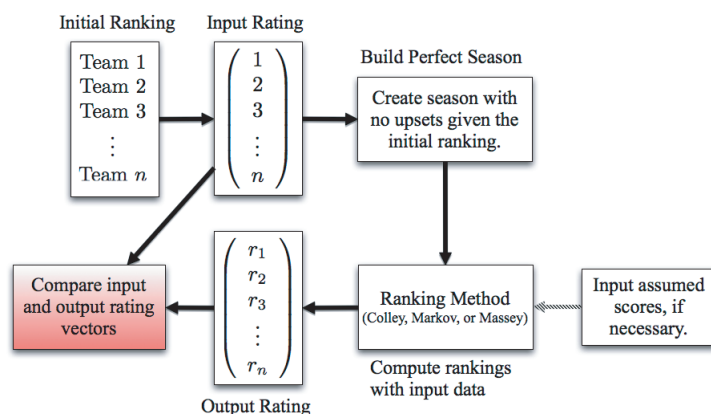 Initial Ranking
Team 1
Team 2
Team 3
⋮
Team n
Input Rating
1
2
3
⋮
n
Build Perfect Season
Create season with
no upsets given the
initial ranking.
Compare input
and output rating
vectors
r₁
r₂
r₃
⋮
rₙ
Output Rating
Ranking Method
(Colley, Markov, or Massey)
Compute rankings
with input data
Input assumed
scores, if
necessary.